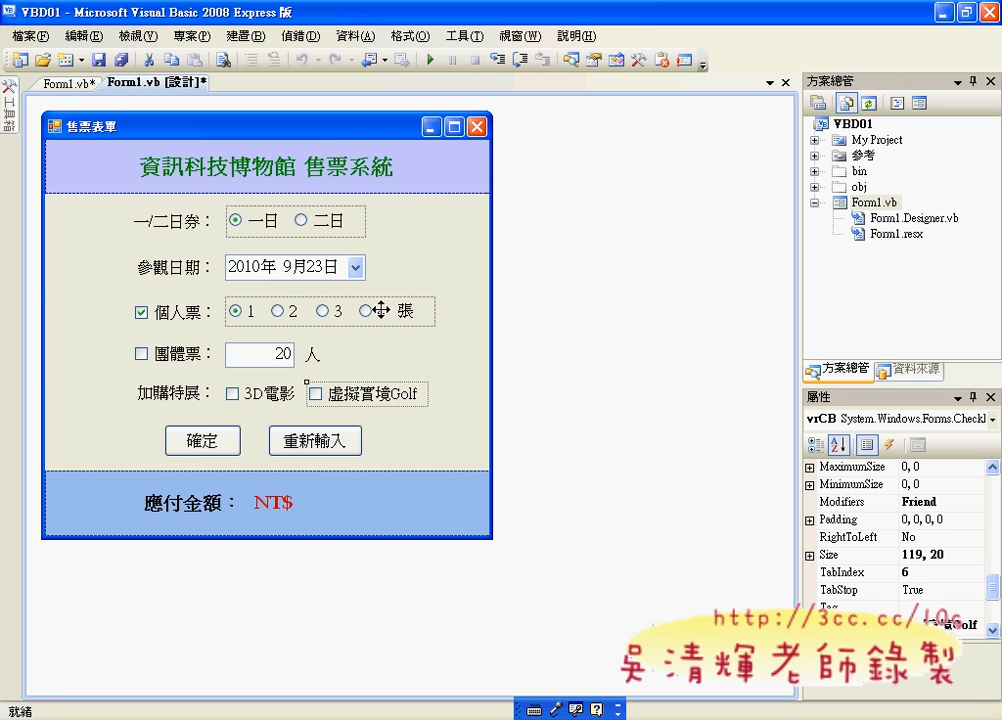 VBD01 - Microsoft Visual Basic 2008 Express 版
檔案(F) 編輯(E) 檢視(V) 專案(P) 建置(B) 偵錯(D) 資料(A) 格式(O) 工具(T) 視窗(W) 說明(H)
Form1.vb* Form1.vb [設計]*
工具箱
售票表單
資訊科技博物館 售票系統
一/二日券： 一日 二日
參觀日期： 2010年 9月23日
個人票： 1 2 3 張
團體票： 20 人
加購特展： 3D電影 虛擬實境Golf
確定 重新輸入
應付金額： NT$
方案總管
VBD01
My Project
參考
bin
obj
Form1.vb
Form1.Designer.vb
Form1.resx
方案總管 資料來源
屬性
vrCB System.Windows.Forms.Checkl
MaximumSize 0, 0
MinimumSize 0, 0
Modifiers Friend
Padding 0, 0, 0, 0
RightToLeft No
Size 119, 20
TabIndex 6
TabStop True
Tag
Golf
http://3cc.cc/10c
吳清輝老師錄製
就緒